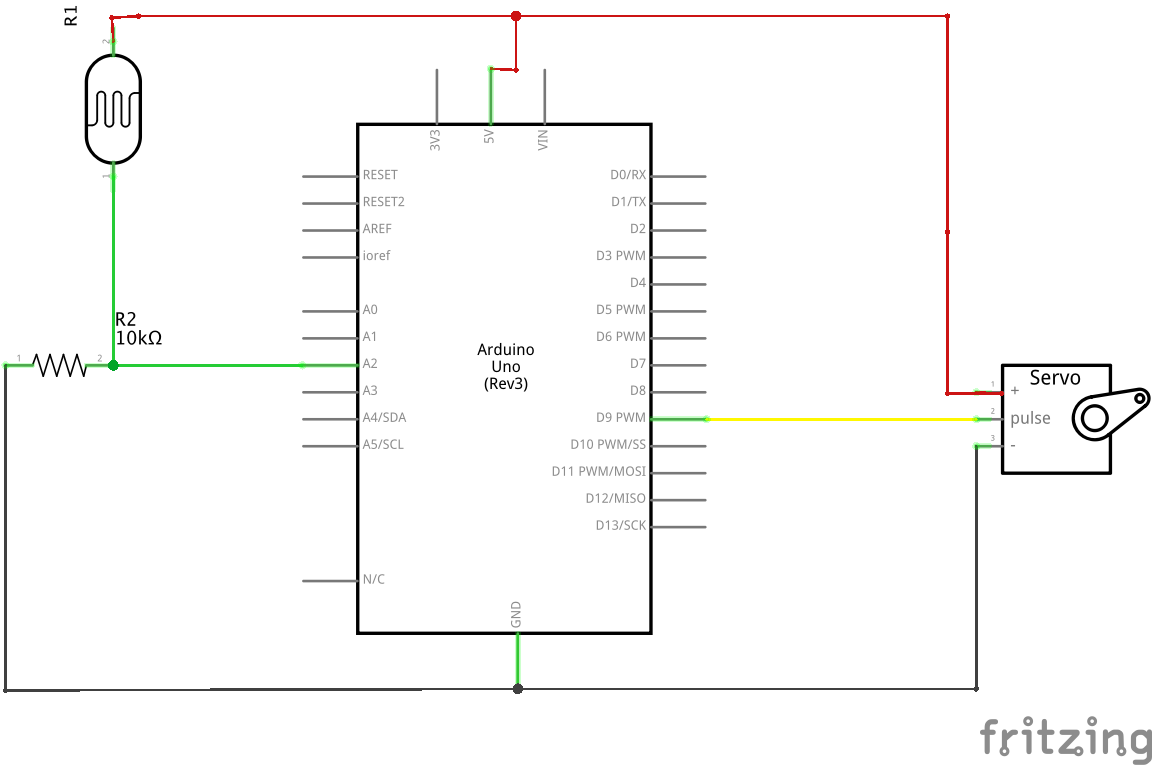 R1
2
1
3V3
5V
VIN
RESET
RESET2
AREF
ioref
A0
A1
A2
A3
A4/SDA
A5/SCL
N/C
D0/RX
D1/TX
D2
D3 PWM
D4
D5 PWM
D6 PWM
D7
D8
D9 PWM
D10 PWM/SS
D11 PWM/MOSI
D12/MISO
D13/SCK
Arduino
Uno
(Rev3)
GND
R2
10kΩ
1
2
Servo
1
+
2
pulse
3
-
fritzing